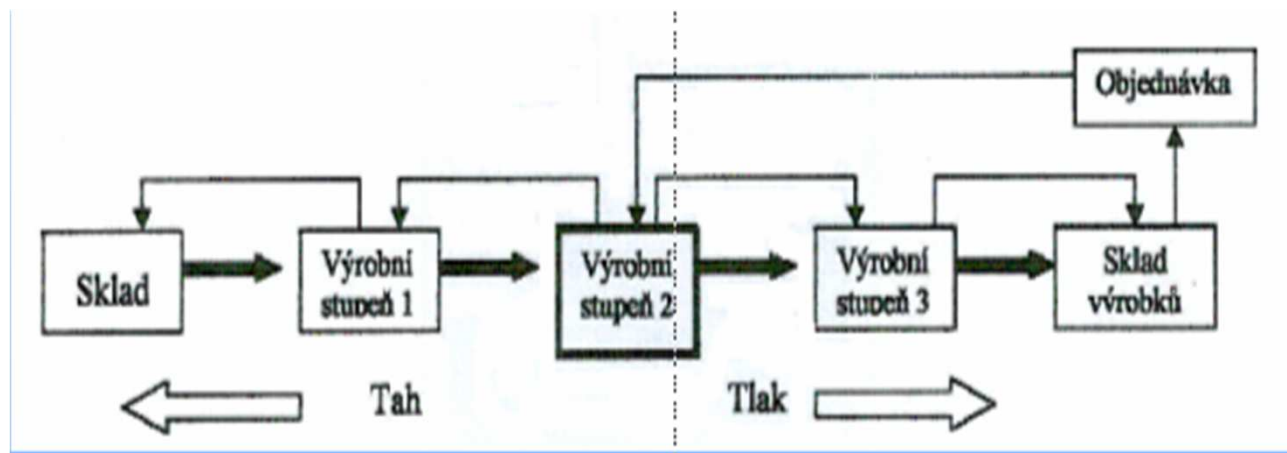 Objednávka
Sklad
Výrobní
stupeň 1
Výrobní
stupeň 2
Výrobní
stupeň 3
Sklad
výrobků
Tah
Tlak